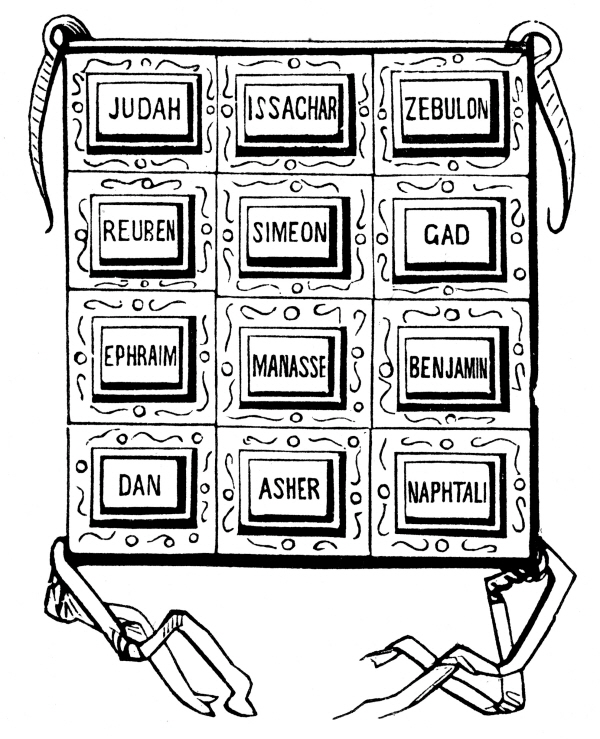 JUDAH ISSACHAR ZEBULON
REUBEN SIMEON GAD
EPHRAIM MANASSE BENJAMIN
DAN ASHER NAPHTALI